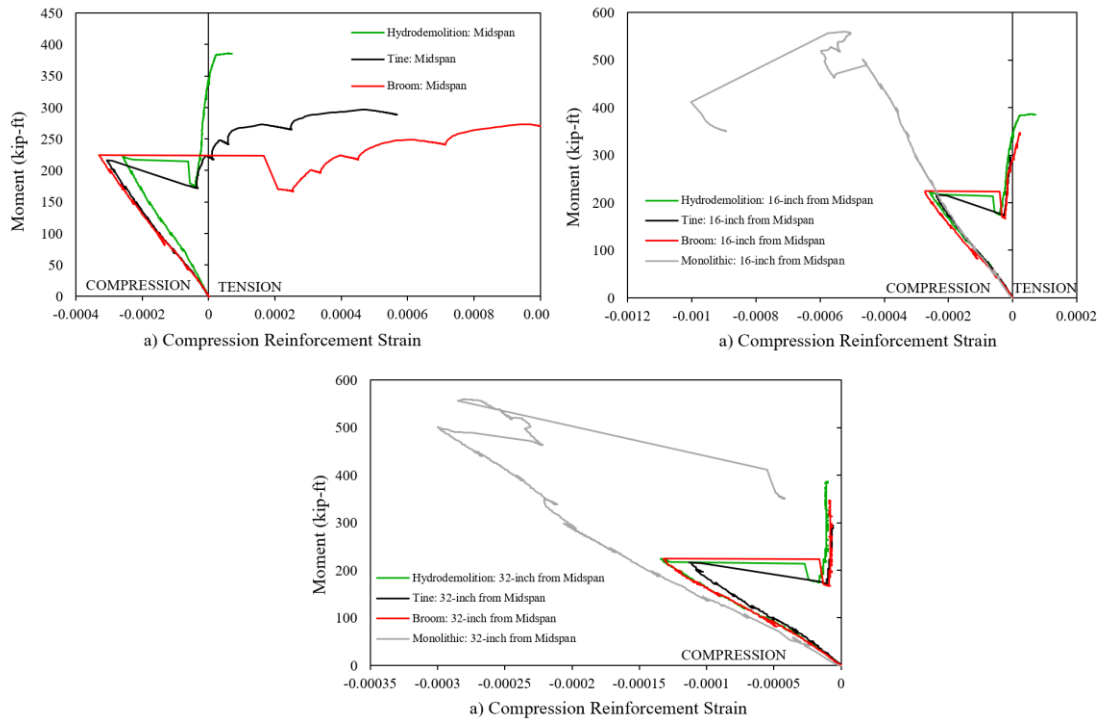 450
400
350
300
250
200
150
100
50
0
Moment (kip-ft)
Hydrodemolition: Midspan
Tine: Midspan
Broom: Midspan
COMPRESSION
TENSION
-0.0004
-0.0002
0
0.0002
0.0004
0.0006
0.0008
0.00
a) Compression Reinforcement Strain
600
500
400
300
200
100
0
Moment (kip-ft)
Hydrodemolition: 16-inch from Midspan
Tine: 16-inch from Midspan
Broom: 16-inch from Midspan
Monolithic: 16-inch from Midspan
COMPRESSION
TENSION
-0.0012
-0.001
-0.0008
-0.0006
-0.0004
-0.0002
0
0.0002
a) Compression Reinforcement Strain
600
500
400
300
200
100
0
Moment (kip-ft)
Hydrodemolition: 32-inch from Midspan
Tine: 32-inch from Midspan
Broom: 32-inch from Midspan
Monolithic: 32-inch from Midspan
COMPRESSION
-0.00035
-0.0003
-0.00025
-0.0002
-0.00015
-0.0001
-0.00005
0
a) Compression Reinforcement Strain